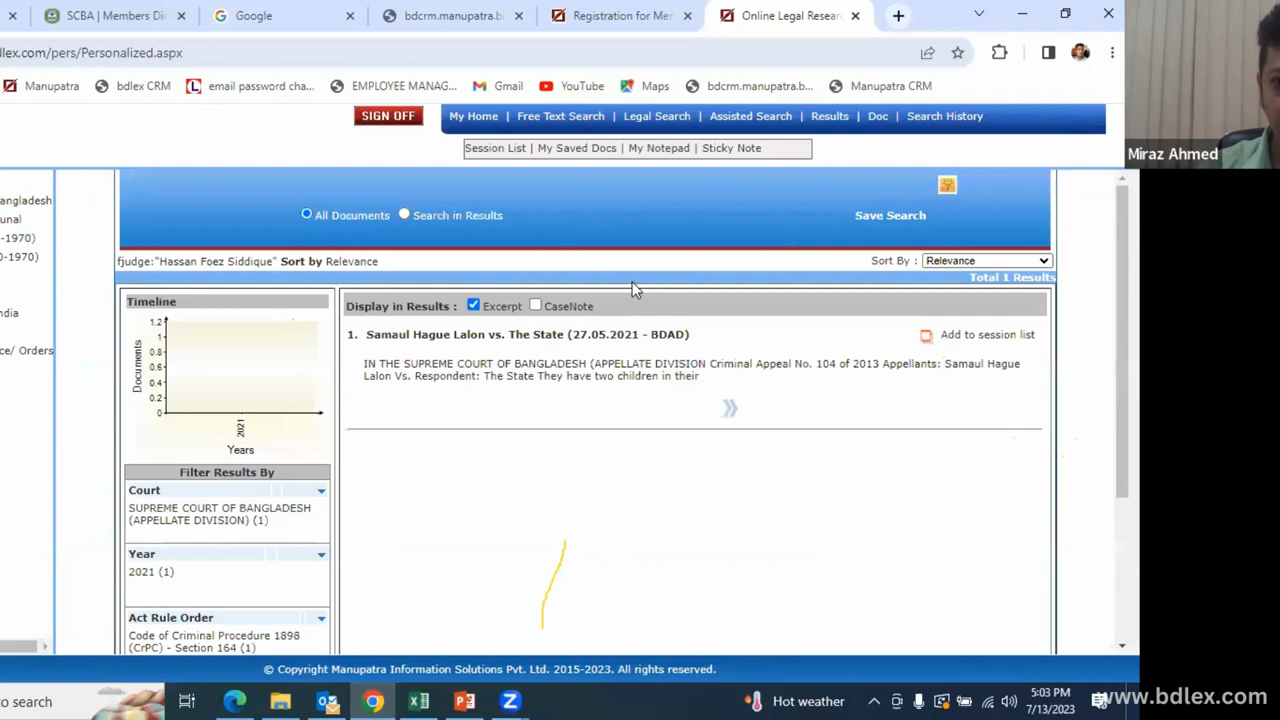 SCBA | Members Di
Google
bdcrm.manupatra.b
Registration for Mer
Online Legal Resear
dlex.com/pers/Personalized.aspx
Manupatra
bdlex CRM
email password cha...
EMPLOYEE MANAG...
YouTube
Gmail
Maps
bdcrm.manupatra.b...
Manupatra CRM
SIGN OFF
My Home | Free Text Search | Legal Search | Assisted Search | Results | Doc | Search History
Session List | My Saved Docs | My Notepad | Sticky Note
Miraz Ahmed
angladesh
unal
-1970)
0-1970)
ndia
ce/ Orders
All Documents Search in Results
Save Search
fjudge:"Hassan Foez Siddique" Sort by Relevance
Sort By : Relevance
Total 1 Results
Timeline
Documents
1.2
1
0.8
0.6
0.4
0.2
0
2021
Years
Filter Results By
Court
SUPREME COURT OF BANGLADESH
(APPELLATE DIVISION) (1)
Year
2021 (1)
Act Rule Order
Code of Criminal Procedure 1898
(CrPC) - Section 164 (1)
Display in Results : Excerpt CaseNote
1. Samaul Hague Lalon vs. The State (27.05.2021 - BDAD)
Add to session list
IN THE SUPREME COURT OF BANGLADESH (APPELLATE DIVISION Criminal Appeal No. 104 of 2013 Appellants: Samaul Hague
Lalon Vs. Respondent: The State They have two children in their
© Copyright Manupatra Information Solutions Pvt. Ltd. 2015-2023. All rights reserved.
to search
Hot weather
5:03 PM
7/13/2023
www.bdlex.com